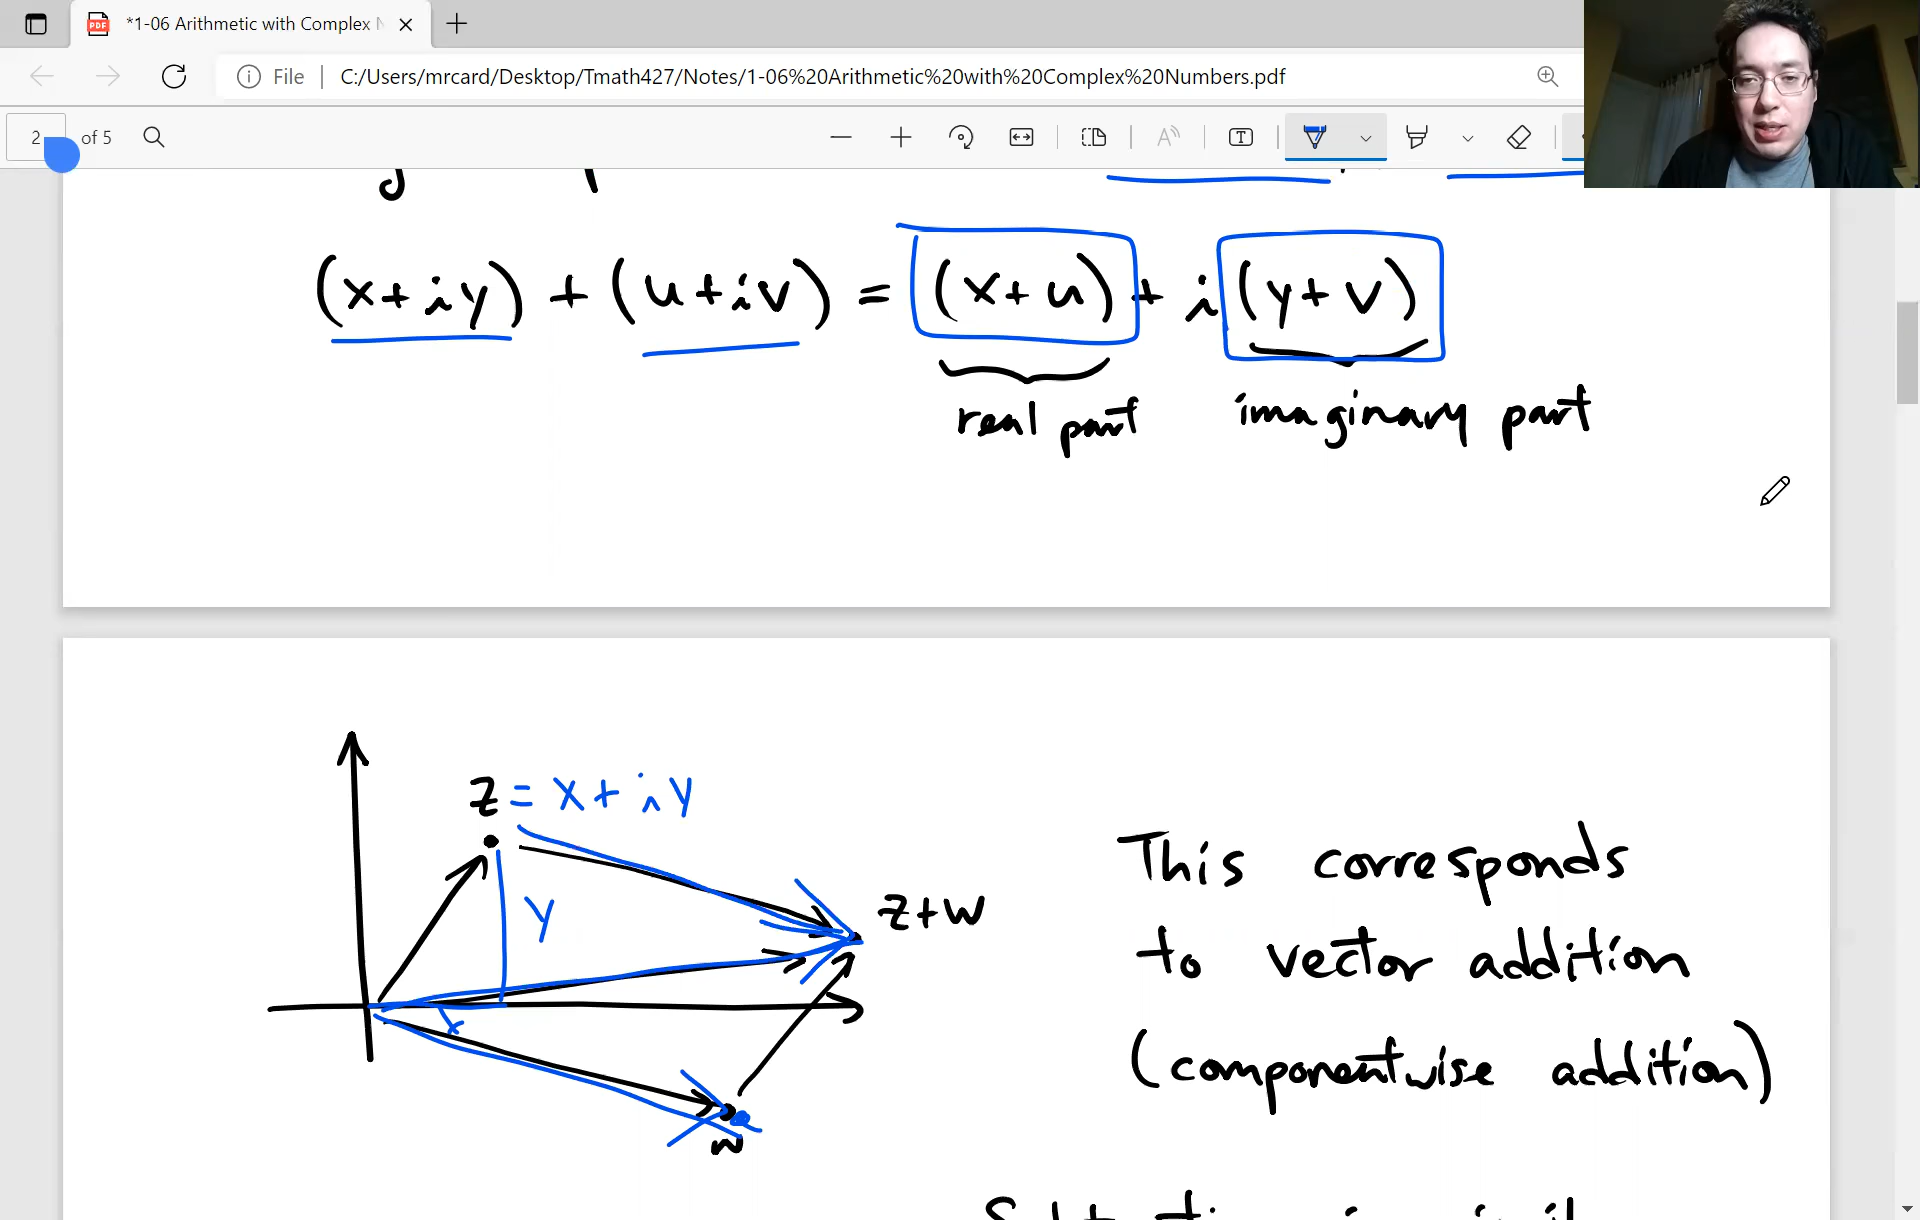 *1-06 Arithmetic with Complex N
File C:/Users/mrcard/Desktop/Tmath427/Notes/1-06%20Arithmetic%20with%20Complex%20Numbers.pdf
2 of 5
(x+iy) + (u+iv) = (x+u) + i(y+v)
real part imaginary part
z = x+iy
y
z+w
x
w
This corresponds
to vector addition
(componentwise addition)